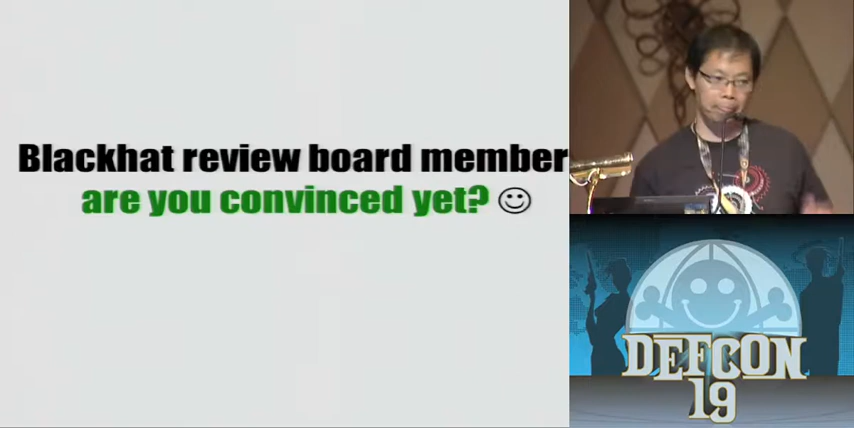 Blackhat review board member
are you convinced yet? ☺
DEFCON
19